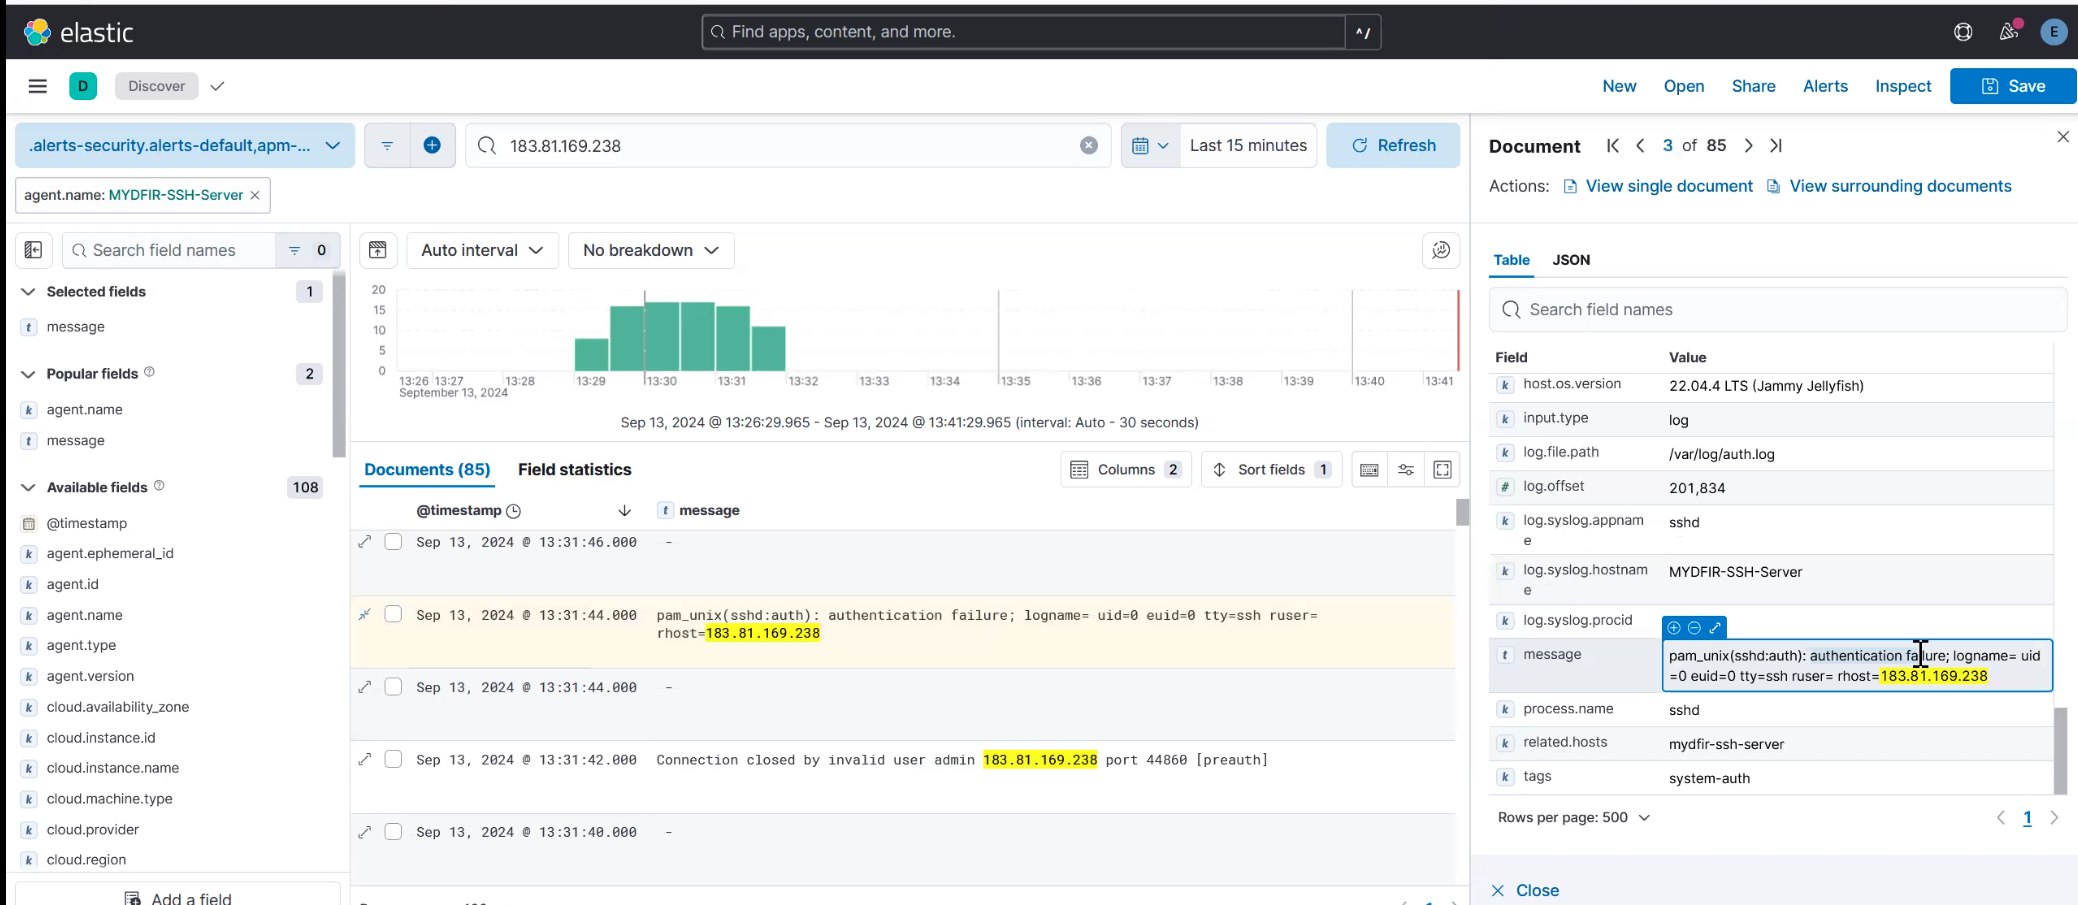 elastic
Find apps, content, and more.
^/
E
D
Discover
New
Open
Share
Alerts
Inspect
Save
.alerts-security.alerts-default,apm-...
183.81.169.238
Last 15 minutes
Refresh
agent.name: MYDFIR-SSH-Server
Search field names
0
Selected fields
1
message
Popular fields
2
agent.name
message
Available fields
108
@timestamp
agent.ephemeral_id
agent.id
agent.name
agent.type
agent.version
cloud.availability_zone
cloud.instance.id
cloud.instance.name
cloud.machine.type
cloud.provider
cloud.region
Add a field
Auto interval
No breakdown
20
15
10
5
0
13:26 13:27 13:28 13:29 13:30 13:31 13:32 13:33 13:34 13:35 13:36 13:37 13:38 13:39 13:40 13:41
September 13, 2024
Sep 13, 2024 @ 13:26:29.965 - Sep 13, 2024 @ 13:41:29.965 (interval: Auto - 30 seconds)
Documents (85)
Field statistics
Columns 2
Sort fields 1
@timestamp
t message
Sep 13, 2024 @ 13:31:46.000 -
Sep 13, 2024 @ 13:31:44.000 pam_unix(sshd:auth): authentication failure; logname= uid=0 euid=0 tty=ssh ruser=
rhost=183.81.169.238
Sep 13, 2024 @ 13:31:44.000 -
Sep 13, 2024 @ 13:31:42.000 Connection closed by invalid user admin 183.81.169.238 port 44860 [preauth]
Sep 13, 2024 @ 13:31:40.000 -
Document
3 of 85
Actions: View single document View surrounding documents
Table
JSON
Search field names
Field Value
k host.os.version 22.04.4 LTS (Jammy Jellyfish)
k input.type log
k log.file.path /var/log/auth.log
# log.offset 201,834
k log.syslog.appnam
e
sshd
k log.syslog.hostnam
e
MYDFIR-SSH-Server
k log.syslog.procid
t message
pam_unix(sshd:auth): authentication failure; logname= uid
=0 euid=0 tty=ssh ruser= rhost=183.81.169.238
k process.name sshd
k related.hosts mydfir-ssh-server
k tags system-auth
Rows per page: 500
1
Close